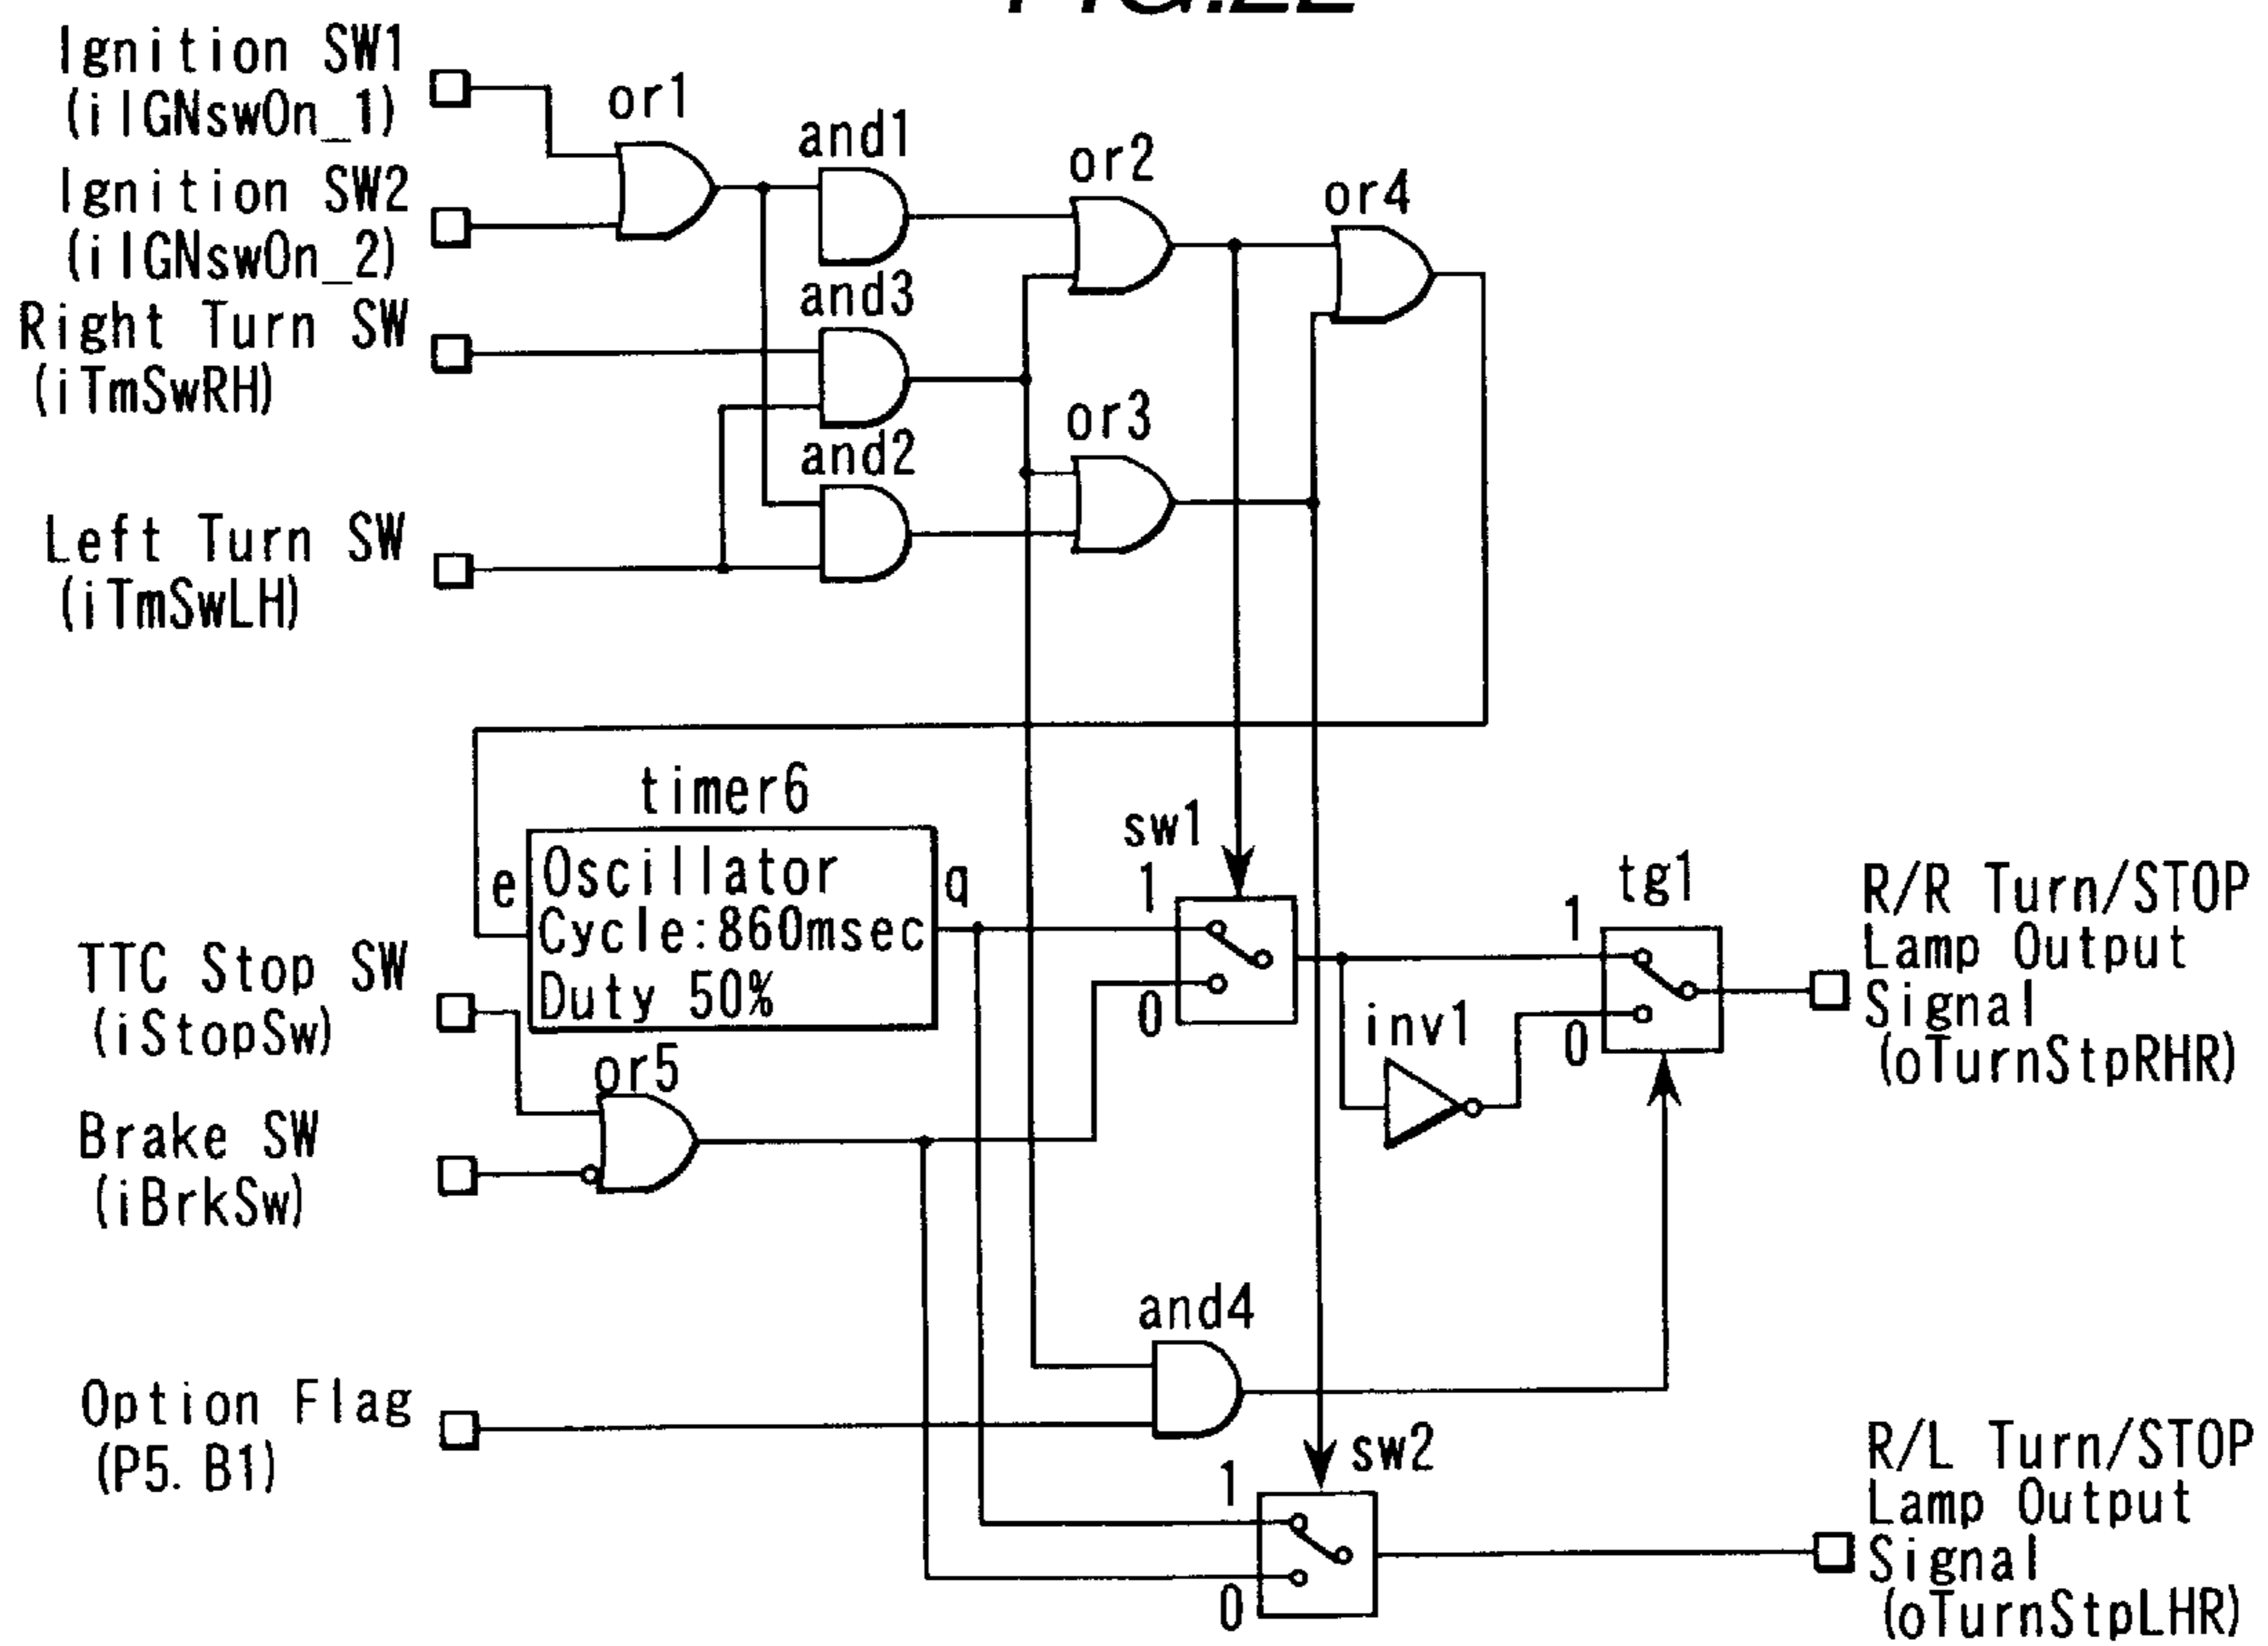 FIG.22
Ignition SW1
(iIGNswOn_1)
Ignition SW2
(iIGNswOn_2)
Right Turn SW
(iTmSwRH)
Left Turn SW
(iTmSwLH)
or1
and1
and3
and2
or2
or3
or4
timer6
e
Oscillator
Cycle:860msec
Duty 50%
q
TTC Stop SW
(iStopSw)
Brake SW
(iBrkSw)
or5
Option Flag
(P5.B1)
sw1
1
0
inv1
tg1
1
0
R/R Turn/STOP
Lamp Output
Signal
(oTurnStpRHR)
and4
sw2
1
0
R/L Turn/STOP
Lamp Output
Signal
(oTurnStpLHR)